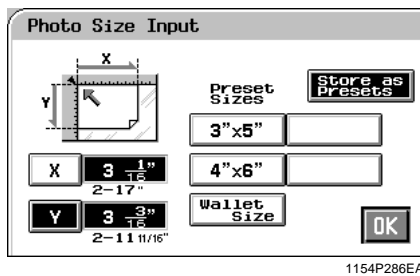 Photo Size Input
X
Y
Preset
Sizes
Store as
Presets
3"x5"
X
3 1/16"
2-17"
4"x6"
Y
3 3/16"
2-11 11/16"
Wallet
Size
OK
1154P286EA